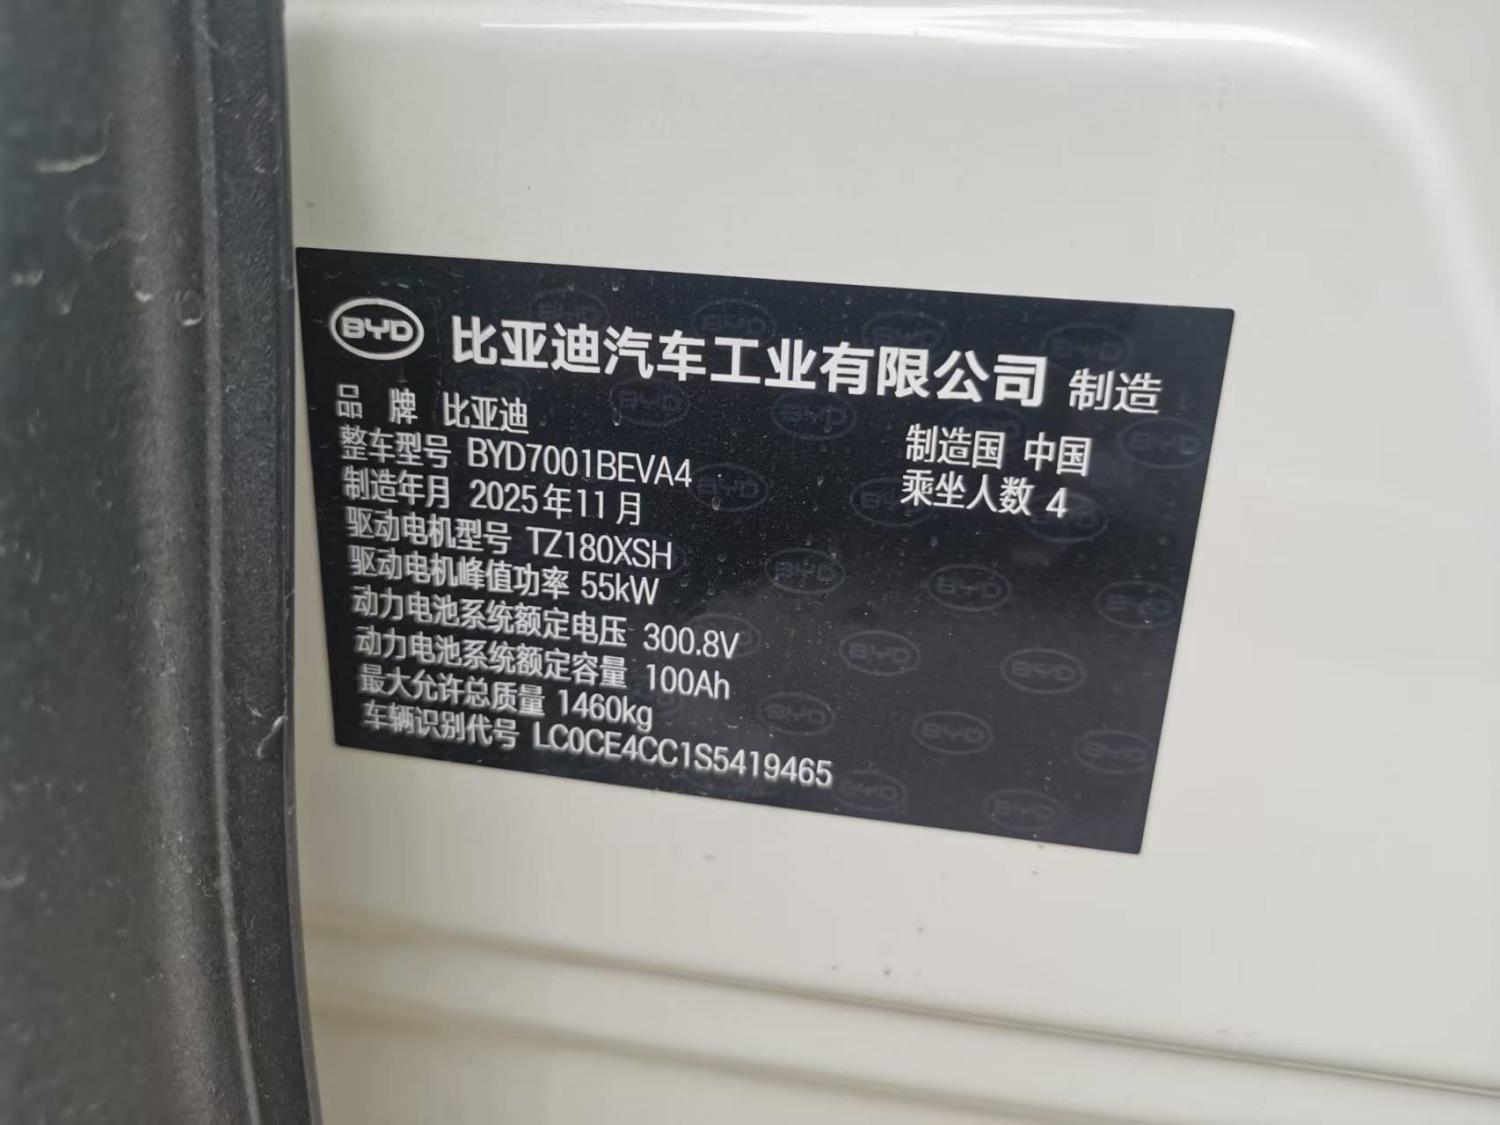 BYD 比亚迪汽车工业有限公司 制造
品 牌 比亚迪
制造国 中国
整车型号 BYD7001BEVA4
乘坐人数 4
制造年月 2025年11月
驱动电机型号 TZ180XSH
驱动电机峰值功率 55kW
动力电池系统额定电压 300.8V
动力电池系统额定容量 100Ah
最大允许总质量 1460kg
车辆识别代号 LC0CE4CC1S5419465